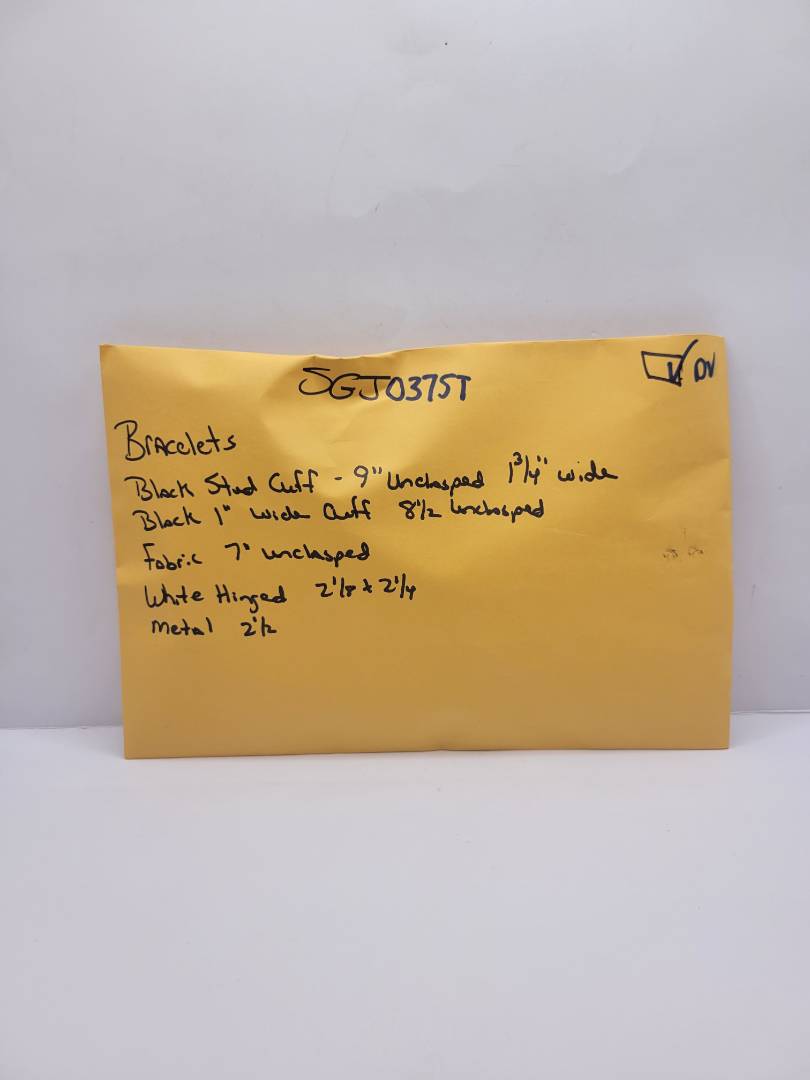 SGJ0375T
DV
Bracelets
Black Stud Cuff - 9" Unclasped 1 3/4" wide
Black 1" wide Cuff 8 1/2 Unclasped
Fabric 7" unclasped
White Hinged 2 1/8 x 2 1/4
Metal 2 1/2